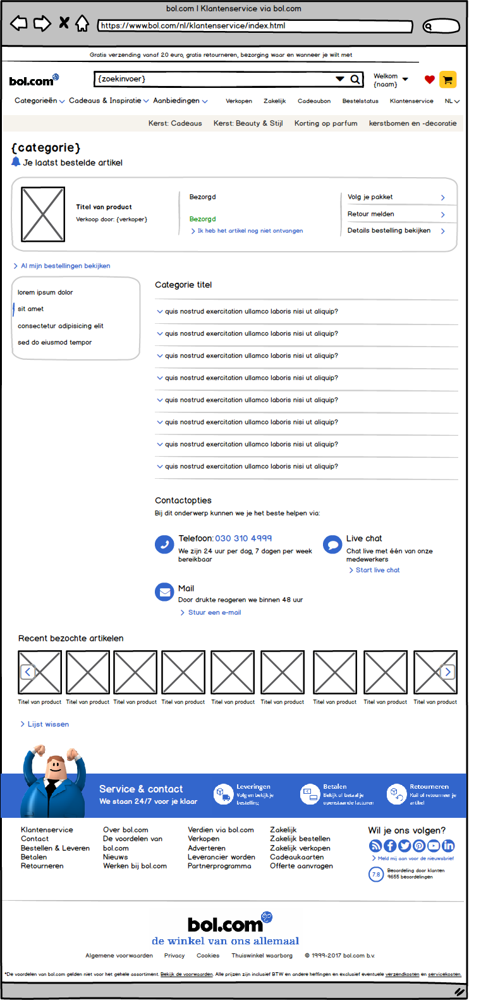 bol.com | Klantenservice via bol.com
https://www.bol.com/nl/klantenservice/index.html
Gratis verzending vanaf 20 euro, gratis retourneren, bezorging waar en wanneer je wilt met
bol.com
{zoekinvoer}
Welkom
{naam}
Categorieën
Cadeaus & Inspiratie
Aanbiedingen
Verkopen
Zakelijk
Cadeaubon
Bestelstatus
Klantenservice
NL
Kerst: Cadeaus
Kerst: Beauty & Stijl
Korting op parfum
kerstbomen en -decoratie
{categorie}
Je laatst bestelde artikel
Titel van product
Verkoop door: {verkoper}
Bezorgd
Bezorgd
Ik heb het artikel nog niet ontvangen
Volg je pakket
Retour melden
Details bestelling bekijken
Al mijn bestellingen bekijken
lorem ipsum dolor
sit amet
consectetur adipisicing elit
sed do eiusmod tempor
Categorie titel
quis nostrud exercitation ullamco laboris nisi ut aliquip?
quis nostrud exercitation ullamco laboris nisi ut aliquip?
quis nostrud exercitation ullamco laboris nisi ut aliquip?
quis nostrud exercitation ullamco laboris nisi ut aliquip?
quis nostrud exercitation ullamco laboris nisi ut aliquip?
quis nostrud exercitation ullamco laboris nisi ut aliquip?
quis nostrud exercitation ullamco laboris nisi ut aliquip?
quis nostrud exercitation ullamco laboris nisi ut aliquip?
Contactopties
Bij dit onderwerp kunnen we je het beste helpen via:
Telefoon: 030 310 4999
We zijn 24 uur per dag, 7 dagen per week
bereikbaar
Live chat
Chat live met één van onze
medewerkers
Start live chat
Mail
Door drukte reageren we binnen 48 uur
Stuur een e-mail
Recent bezochte artikelen
Titel van product
Titel van product
Titel van product
Titel van product
Titel van product
Titel van product
Titel van product
Titel van product
Titel van product
Lijst wissen
Service & contact
We staan 24/7 voor je klaar
Leveringen
Volg en bekijk je
bestelling
Betalen
Bekijk of betaal je
openstaande facturen
Retourneren
Ruil of retourneer je
artikel
Klantenservice
Contact
Bestellen & Leveren
Betalen
Retourneren
Over bol.com
De voordelen van
bol.com
Nieuws
Werken bij bol.com
Verdien via bol.com
Verkopen
Adverteren
Leverancier worden
Partnerprogramma
Zakelijk
Zakelijk bestellen
Zakelijk verkopen
Cadeaukaarten
Offerte aanvragen
Wil je ons volgen?
Meld mij aan voor de nieuwsbrief
7.8
Beoordeling door klanten
9655 beoordelingen
bol.com
de winkel van ons allemaal
Algemene voorwaarden
Privacy
Cookies
Thuiswinkel waarborg
© 1999-2017 bol.com b.v.
*De voordelen van bol.com gelden niet voor het gehele assortiment. Bekijk de voorwaarden. Alle prijzen zijn inclusief BTW en andere heffingen en exclusief eventuele verzendkosten en servicekosten.